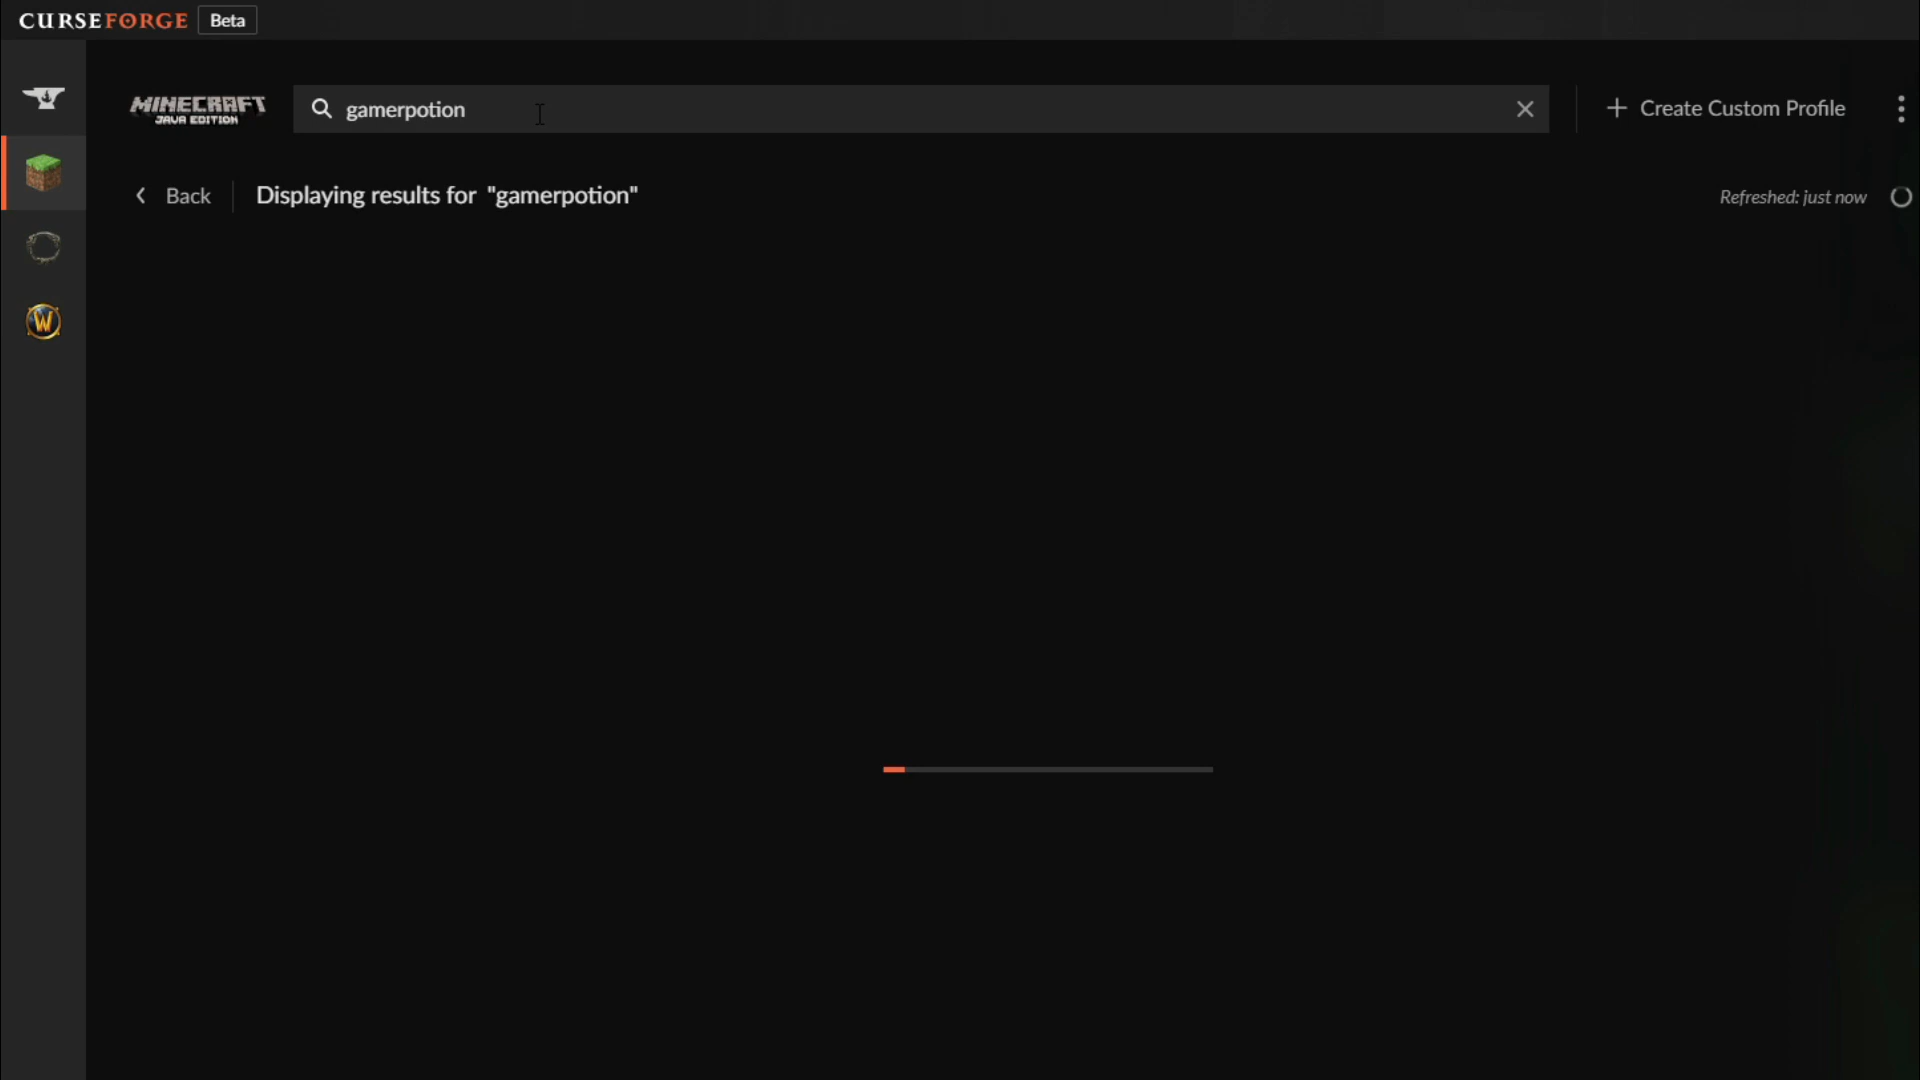 CURSEFORGE Beta
MINECRAFT
JAVA EDITION
gamerpotion
Create Custom Profile
Back
Displaying results for "gamerpotion"
Refreshed: just now
W